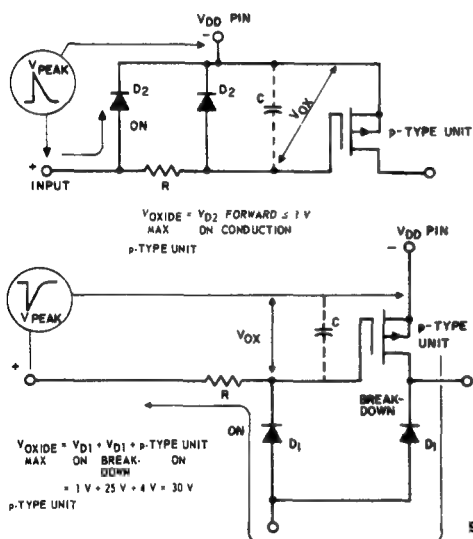 VDD PIN
-
VPEAK
D2
D2
C
VOX
ON
p-TYPE UNIT
+
INPUT
R
VOXIDE = VD2 FORWARD ≤ 1 V
MAX ON CONDUCTION
p-TYPE UNIT
VDD PIN
-
VPEAK
C
VOX
p-TYPE
UNIT
+
R
BREAK-
DOWN
ON
D1
D1
VOXIDE = VD1 + VD1 + p-TYPE UNIT
MAX ON BREAK- ON
DOWN
= 1 V + 25 V + 4 V = 30 V
p-TYPE UNIT